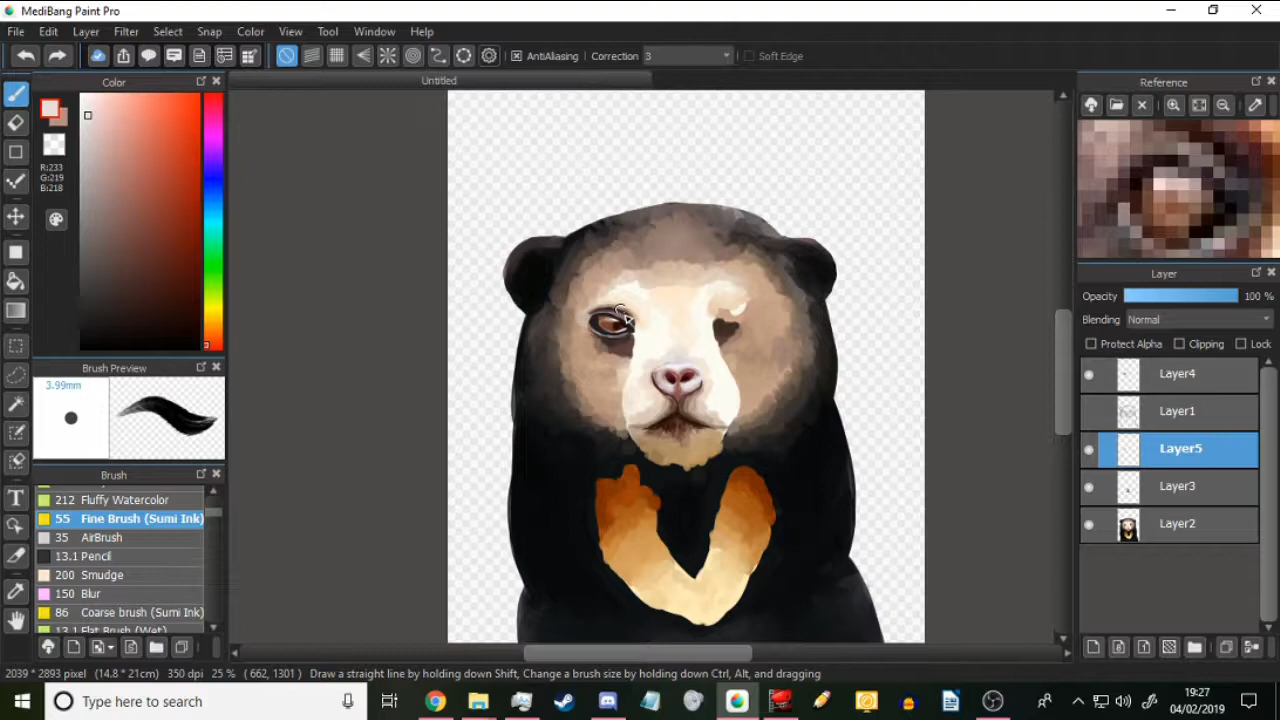 MediBang Paint Pro
File Edit Layer Filter Select Snap Color View Tool Window Help
AntiAliasing Correction 3 Soft Edge
Color
Untitled
Reference
R:233
G:219
B:218
Layer
Opacity 100 %
Blending Normal
Protect Alpha Clipping Lock
Brush Preview
3.99mm
Layer4
Layer1
Layer5
Layer3
Layer2
Brush
212 Fluffy Watercolor
55 Fine Brush (Sumi Ink)
35 AirBrush
13.1 Pencil
200 Smudge
150 Blur
86 Coarse brush (Sumi Ink)
13.1 Flat Brush (Wet)
2039 * 2893 pixel (14.8 * 21cm) 350 dpi 25 % ( 662, 1301 ) Draw a straight line by holding down Shift, Change a brush size by holding down Ctrl, Alt, and dragging
Type here to search
19:27
04/02/2019